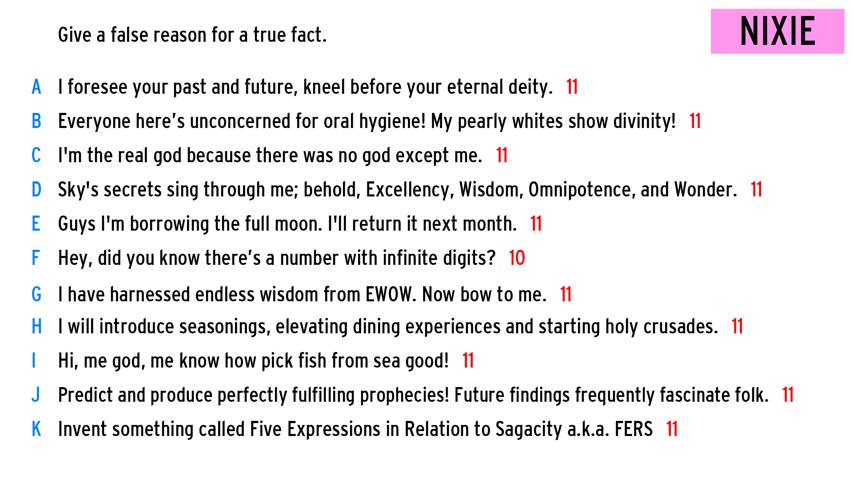 Give a false reason for a true fact.
NIXIE
A I foresee your past and future, kneel before your eternal deity. 11
B Everyone here's unconcerned for oral hygiene! My pearly whites show divinity! 11
C I'm the real god because there was no god except me. 11
D Sky's secrets sing through me; behold, Excellency, Wisdom, Omnipotence, and Wonder. 11
E Guys I'm borrowing the full moon. I'll return it next month. 11
F Hey, did you know there's a number with infinite digits? 10
G I have harnessed endless wisdom from EWOW. Now bow to me. 11
H I will introduce seasonings, elevating dining experiences and starting holy crusades. 11
I Hi, me god, me know how pick fish from sea good! 11
J Predict and produce perfectly fulfilling prophecies! Future findings frequently fascinate folk. 11
K Invent something called Five Expressions in Relation to Sagacity a.k.a. FERS 11